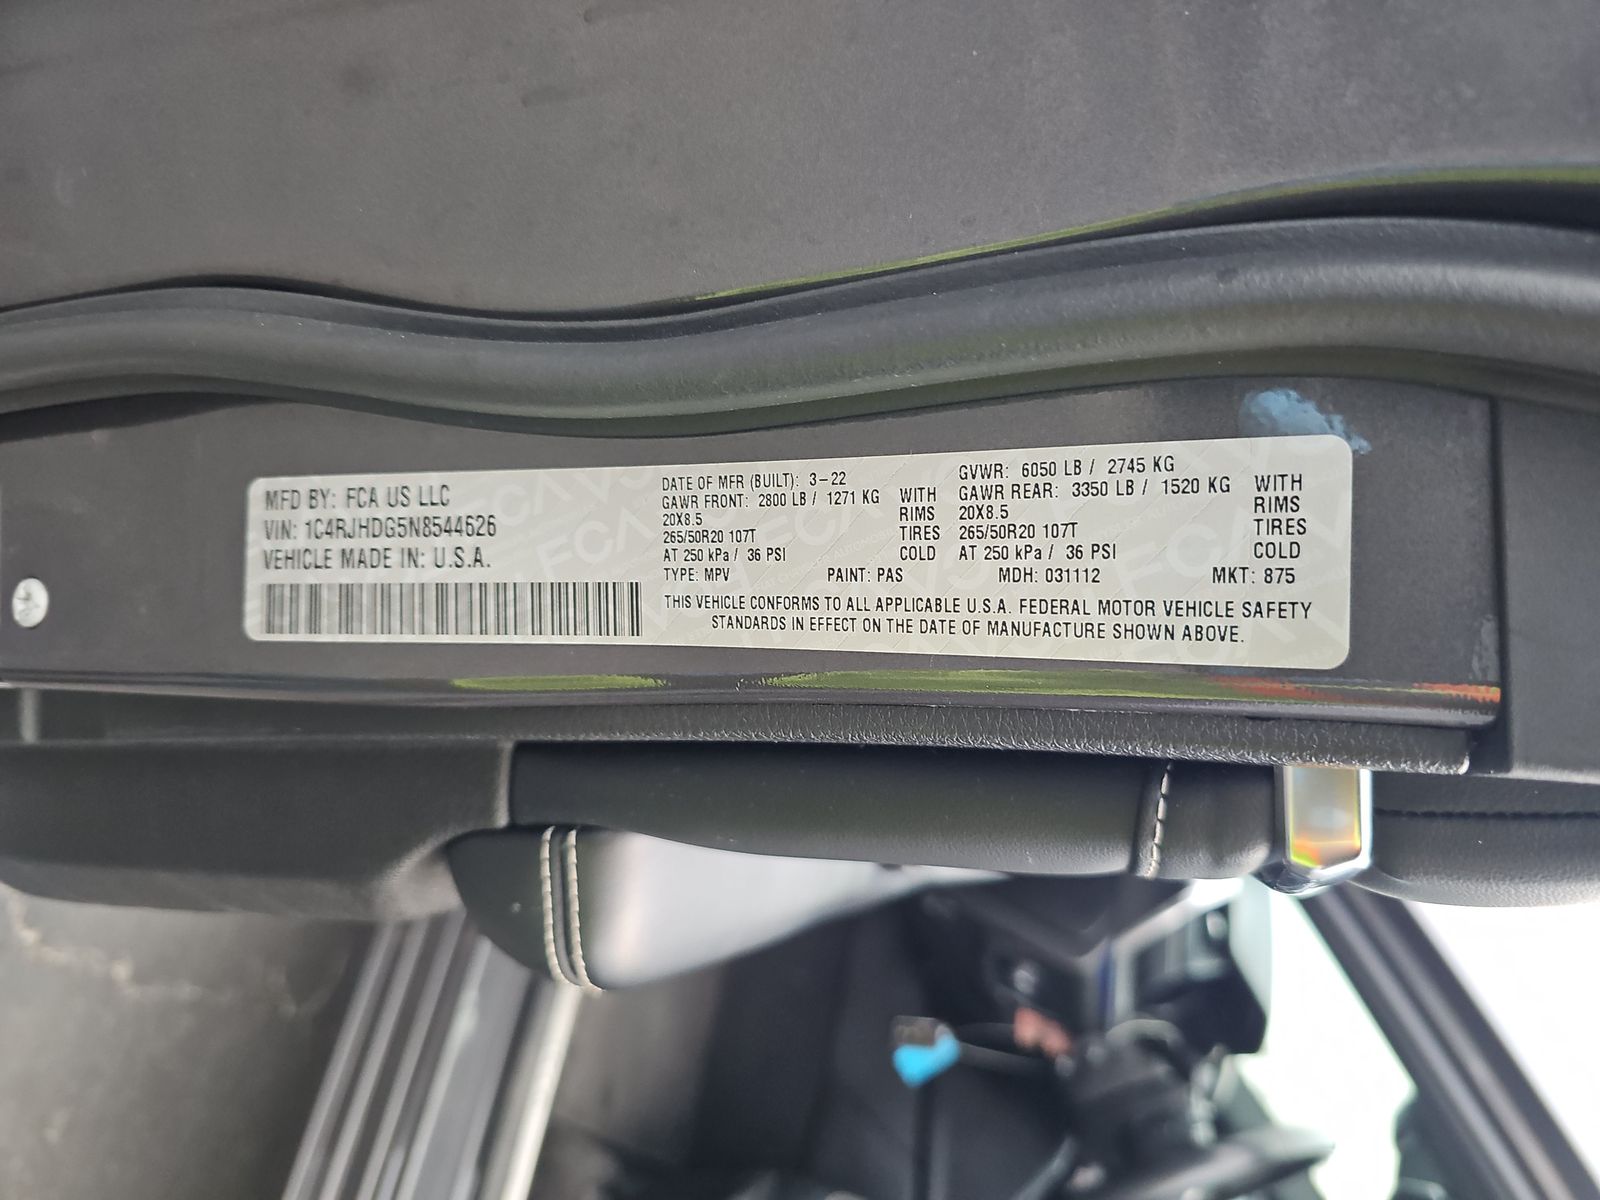 MFD BY: FCA US LLC
VIN: 1C4RJHDG5N8544626
VEHICLE MADE IN: U.S.A.
DATE OF MFR (BUILT): 3-22
GAWR FRONT: 2800 LB / 1271 KG WITH
20X8.5 RIMS
265/50R20 107T TIRES
AT 250 kPa / 36 PSI COLD
GVWR: 6050 LB / 2745 KG
GAWR REAR: 3350 LB / 1520 KG WITH
20X8.5 RIMS
265/50R20 107T TIRES
AT 250 kPa / 36 PSI COLD
TYPE: MPV PAINT: PAS MDH: 031112 MKT: 875
THIS VEHICLE CONFORMS TO ALL APPLICABLE U.S.A. FEDERAL MOTOR VEHICLE SAFETY
STANDARDS IN EFFECT ON THE DATE OF MANUFACTURE SHOWN ABOVE.